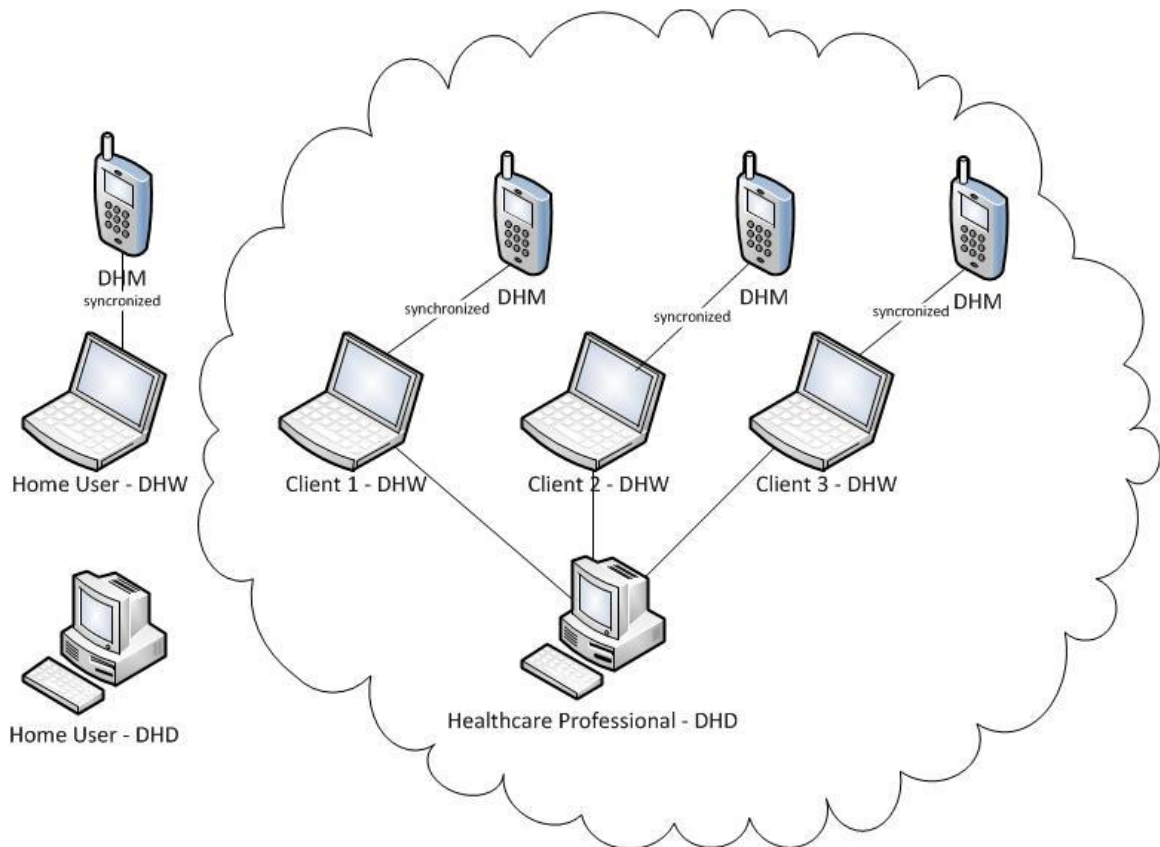 DHM
syncronized
Home User - DHW
Home User - DHD
DHM
synchronized
Client 1 - DHW
DHM
syncronized
Client 2 - DHW
DHM
syncronized
Client 3 - DHW
Healthcare Professional - DHD